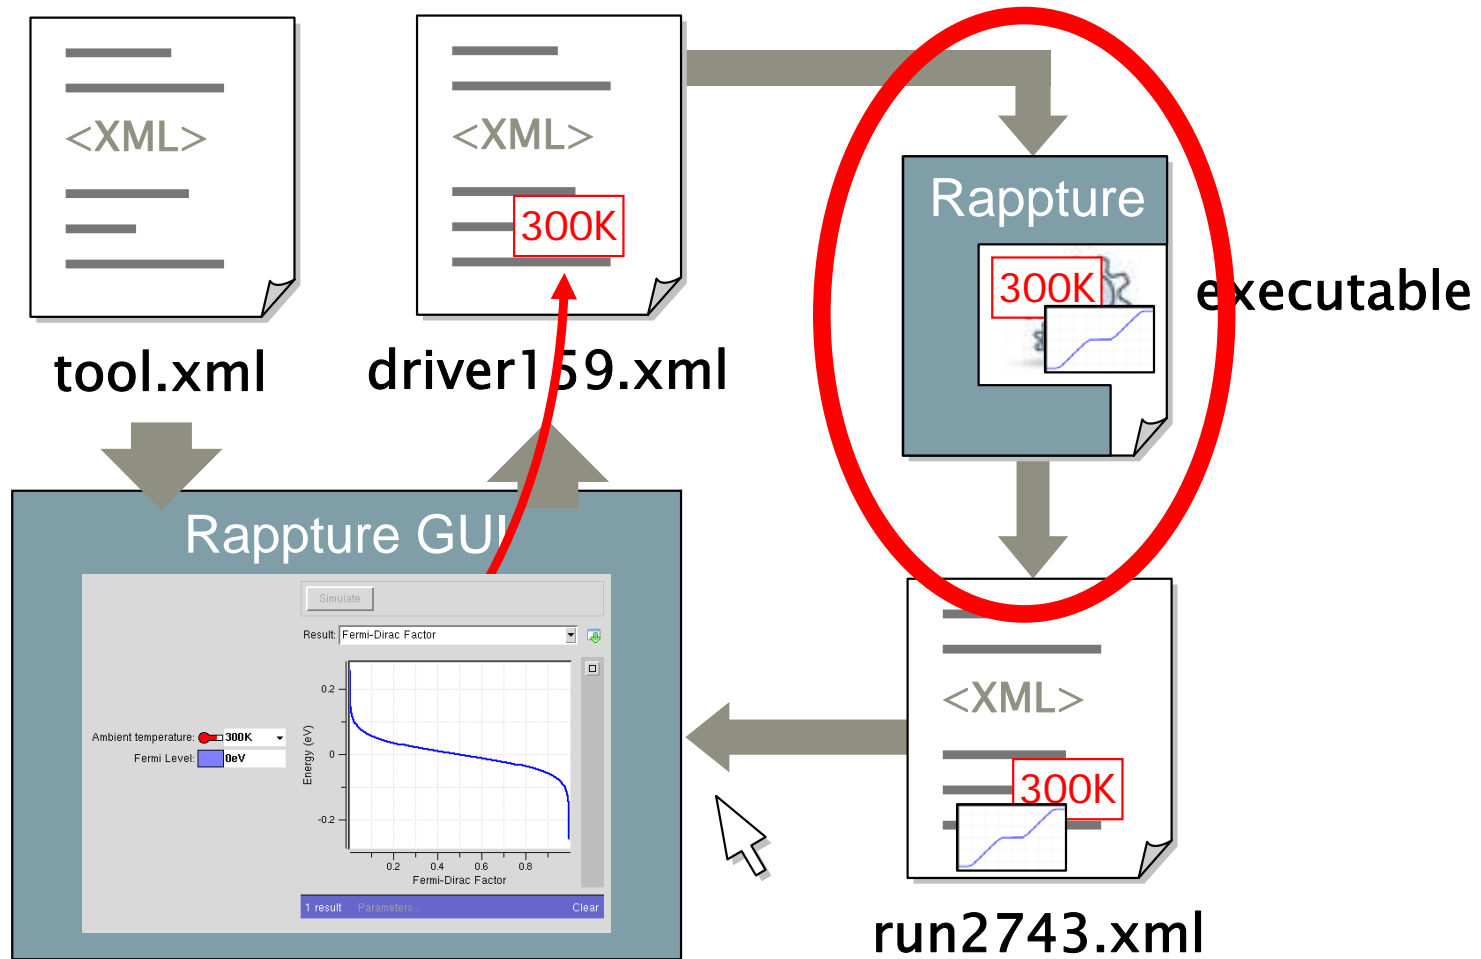 <XML>
tool.xml
<XML>
300K
driver159.xml
Rappture
300K
executable
Rappture GUI
Simulate
Result: Fermi-Dirac Factor
Ambient temperature: 300K
Fermi Level: 0eV
Energy (eV)
0.2
0
-0.2
0.2 0.4 0.6 0.8
Fermi-Dirac Factor
1 result Parameters... Clear
<XML>
300K
run2743.xml